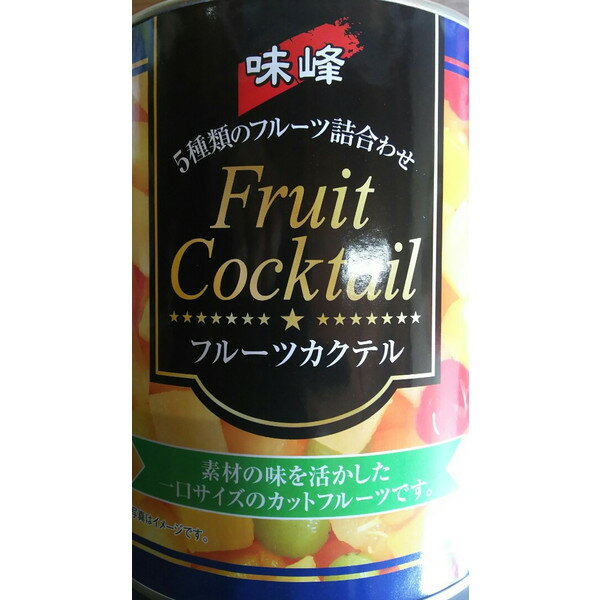 味峰
5種類のフルーツ詰合わせ
Fruit
Cocktail
フルーツカクテル
素材の味を活かした
一口サイズのカットフルーツです。
写真はイメージです。